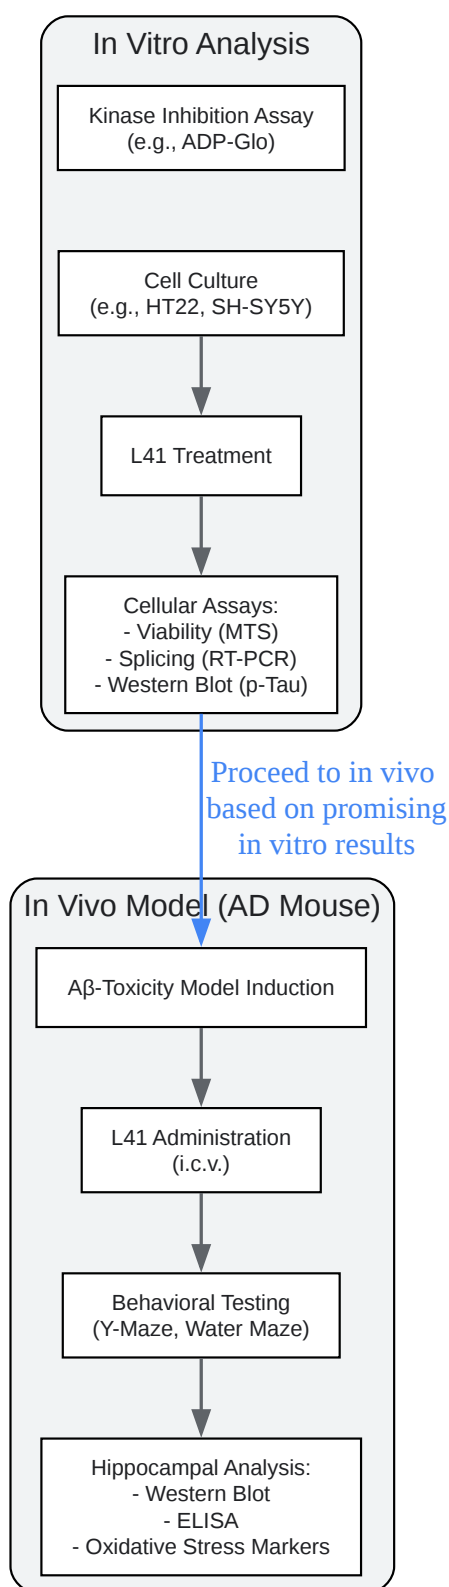 In Vitro Analysis
Kinase Inhibition Assay
(e.g., ADP-Glo)
Cell Culture
(e.g., HT22, SH-SY5Y)
L41 Treatment
Cellular Assays:
- Viability (MTS)
- Splicing (RT-PCR)
- Western Blot (p-Tau)
Proceed to in vivo
based on promising
in vitro results
In Vivo Model (AD Mouse)
Aβ-Toxicity Model Induction
L41 Administration
(i.c.v.)
Behavioral Testing
(Y-Maze, Water Maze)
Hippocampal Analysis:
- Western Blot
- ELISA
- Oxidative Stress Markers